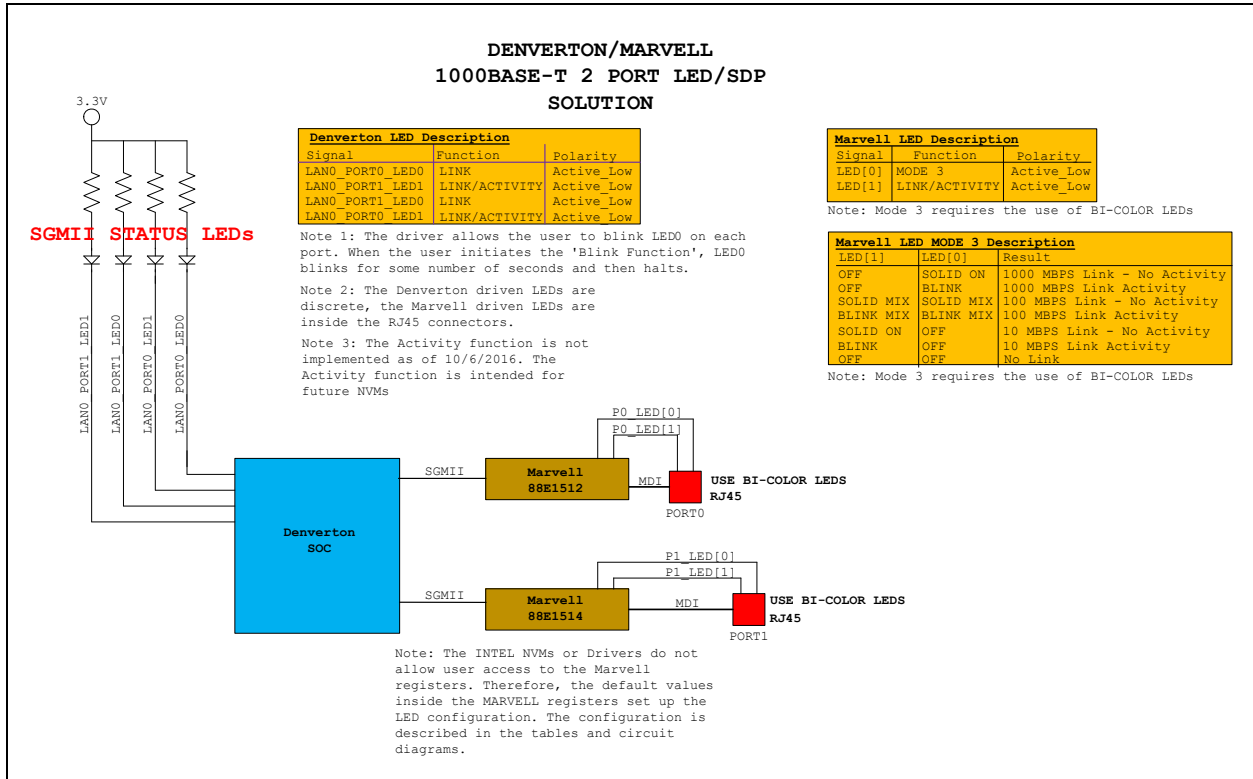 DENVERTON/MARVELL
1000BASE-T 2 PORT LED/SDP
SOLUTION
3.3V
SGMII STATUS LEDs
LAN0_PORT1_LED1
LAN0_PORT1_LED0
LAN0_PORT0_LED1
LAN0_PORT0_LED0
Denverton LED Description
Signal Function Polarity
LAN0_PORT0_LED0 LINK Active_Low
LAN0_PORT1_LED1 LINK/ACTIVITY Active_Low
LAN0_PORT1_LED0 LINK Active_Low
LAN0_PORT0_LED1 LINK/ACTIVITY Active_Low
Note 1: The driver allows the user to blink LED0 on each
port. When the user initiates the 'Blink Function', LED0
blinks for some number of seconds and then halts.
Note 2: The Denverton driven LEDs are
discrete, the Marvell driven LEDs are
inside the RJ45 connectors.
Note 3: The Activity function is not
implemented as of 10/6/2016. The
Activity function is intended for
future NVMs
Marvell LED Description
Signal Function Polarity
LED[0] MODE 3 Active_Low
LED[1] LINK/ACTIVITY Active_Low
Note: Mode 3 requires the use of BI-COLOR LEDs
Marvell LED MODE 3 Description
LED[1] LED[0] Result
OFF SOLID ON 1000 MBPS Link - No Activity
OFF BLINK 1000 MBPS Link Activity
SOLID MIX SOLID MIX 100 MBPS Link - No Activity
BLINK MIX BLINK MIX 100 MBPS Link Activity
SOLID ON OFF 10 MBPS Link - No Activity
BLINK OFF 10 MBPS Link Activity
OFF OFF No Link
Note: Mode 3 requires the use of BI-COLOR LEDs
Denverton
SOC
SGMII
Marvell
88E1512
P0_LED[0]
P0_LED[1]
MDI
USE BI-COLOR LEDS
RJ45
PORT0
SGMII
Marvell
88E1514
P1_LED[0]
P1_LED[1]
MDI
USE BI-COLOR LEDS
RJ45
PORT1
Note: The INTEL NVMs or Drivers do not
allow user access to the Marvell
registers. Therefore, the default values
inside the MARVELL registers set up the
LED configuration. The configuration is
described in the tables and circuit
diagrams.